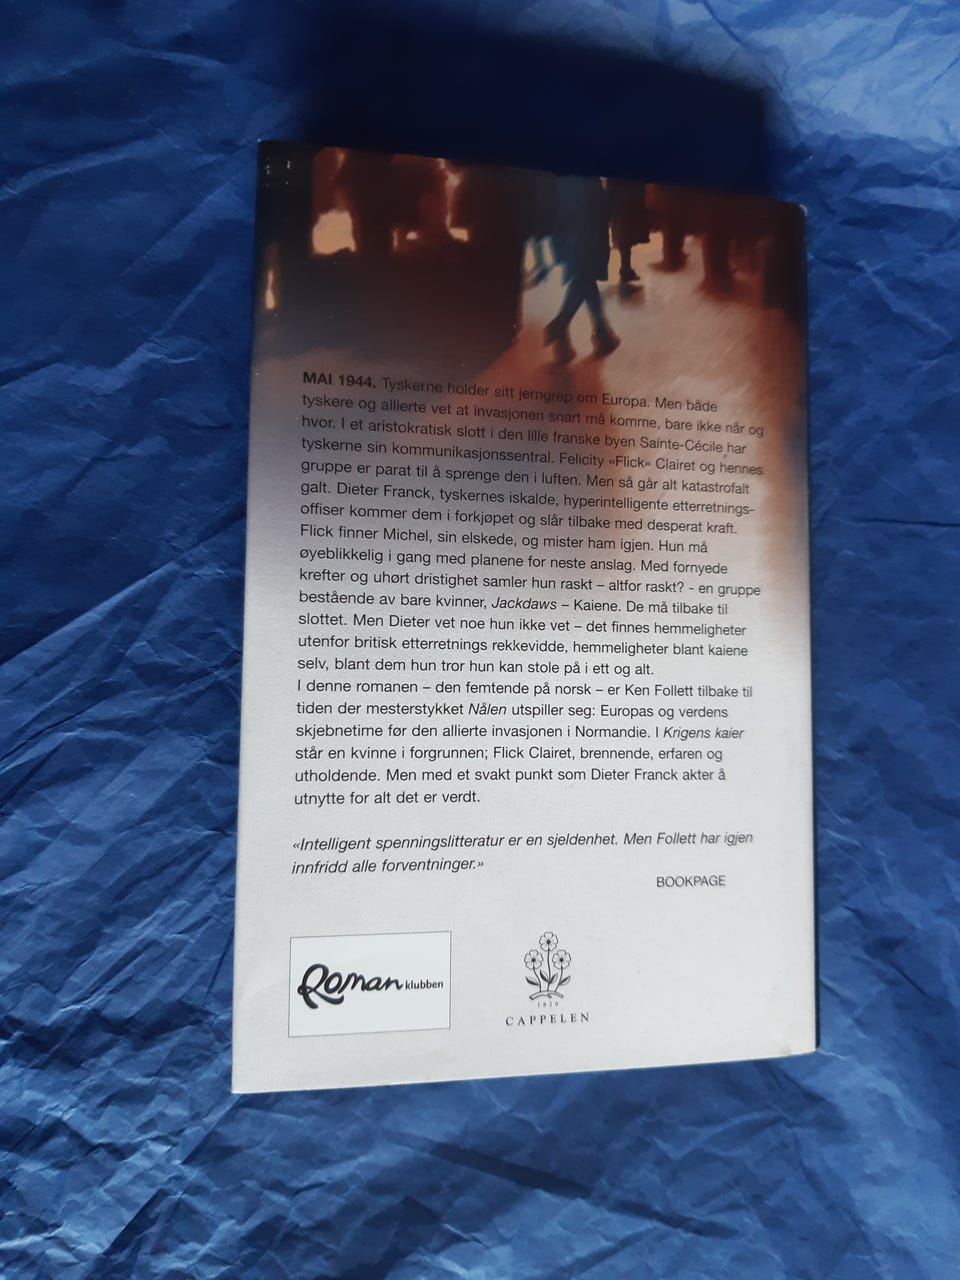 MAI 1944. Tyskerne holder sitt jerngrep om Europa. Men både
tyskere og allierte vet at invasjonen snart må komme, bare ikke når og
hvor. I et aristokratisk slott i den lille franske byen Sainte-Cécile har
tyskerne sin kommunikasjonssentral. Felicity «Flick» Clairet og hennes
gruppe er parat til å sprenge den i luften. Men så går alt katastrofalt
galt. Dieter Franck, tyskernes iskalde, hyperintelligente etterretnings-
offiser kommer dem i forkjøpet og slår tilbake med desperat kraft.
Flick finner Michel, sin elskede, og mister ham igjen. Hun må
øyeblikkelig i gang med planene for neste anslag. Med fornyede
krefter og uhørt dristighet samler hun raskt – altfor raskt? - en gruppe
bestående av bare kvinner, Jackdaws – Kaiene. De må tilbake til
slottet. Men Dieter vet noe hun ikke vet – det finnes hemmeligheter
utenfor britisk etterretnings rekkevidde, hemmeligheter blant kaiene
selv, blant dem hun tror hun kan stole på i ett og alt.
I denne romanen – den femtende på norsk – er Ken Follett tilbake til
tiden der mesterstykket Nålen utspiller seg: Europas og verdens
skjebnetime før den allierte invasjonen i Normandie. I Krigens kaier
står en kvinne i forgrunnen; Flick Clairet, brennende, erfaren og
utholdende. Men med et svakt punkt som Dieter Franck akter å
utnytte for alt det er verdt.
«Intelligent spenningslitteratur er en sjeldenhet. Men Follett har igjen
innfridd alle forventninger.»
BOOKPAGE
Roman klubben
1829
CAPPELEN